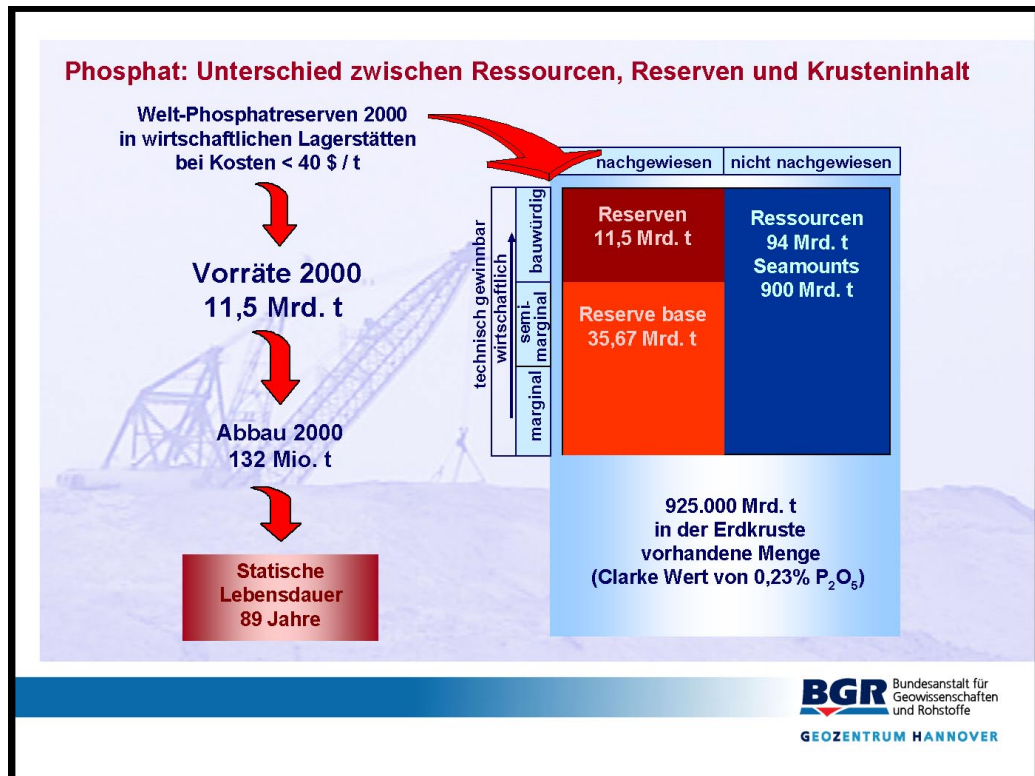 Phosphat: Unterschied zwischen Ressourcen, Reserven und Krusteninhalt
Welt-Phosphatreserven 2000
in wirtschaftlichen Lagerstätten
bei Kosten < 40 $ / t
Vorräte 2000
11,5 Mrd. t
Abbau 2000
132 Mio. t
Statische
Lebensdauer
89 Jahre
nachgewiesen
nicht nachgewiesen
technisch gewinnbar
wirtschaftlich
bauwürdig
semi-
marginal
marginal
Reserven
11,5 Mrd. t
Reserve base
35,67 Mrd. t
Ressourcen
94 Mrd. t
Seamounts
900 Mrd. t
925.000 Mrd. t
in der Erdkruste
vorhandene Menge
(Clarke Wert von 0,23% P₂O₅)
BGR
Bundesanstalt für
Geowissenschaften
und Rohstoffe
GEOZENTRUM HANNOVER